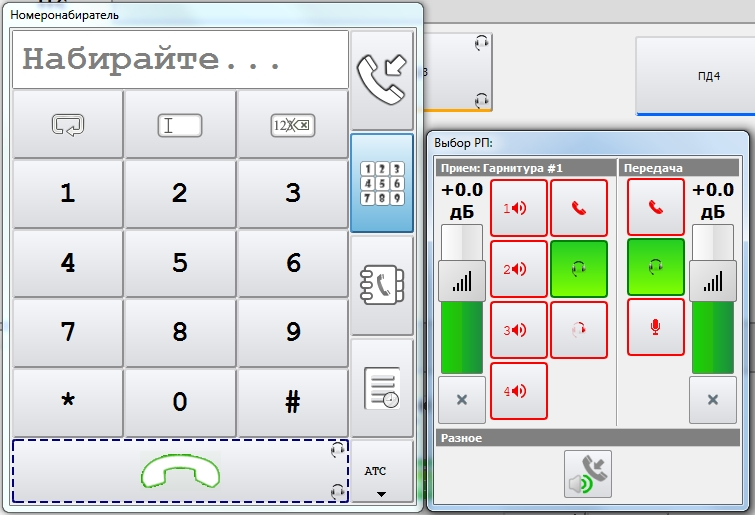 Номеронабиратель
Набирайте...
1 2 3
4 5 6
7 8 9
* 0 #
АТС
ПД4
Выбор РП:
Прием: Гарнитура #1
Передача
+0.0
дБ
1
2
3
4
+0.0
дБ
Разное